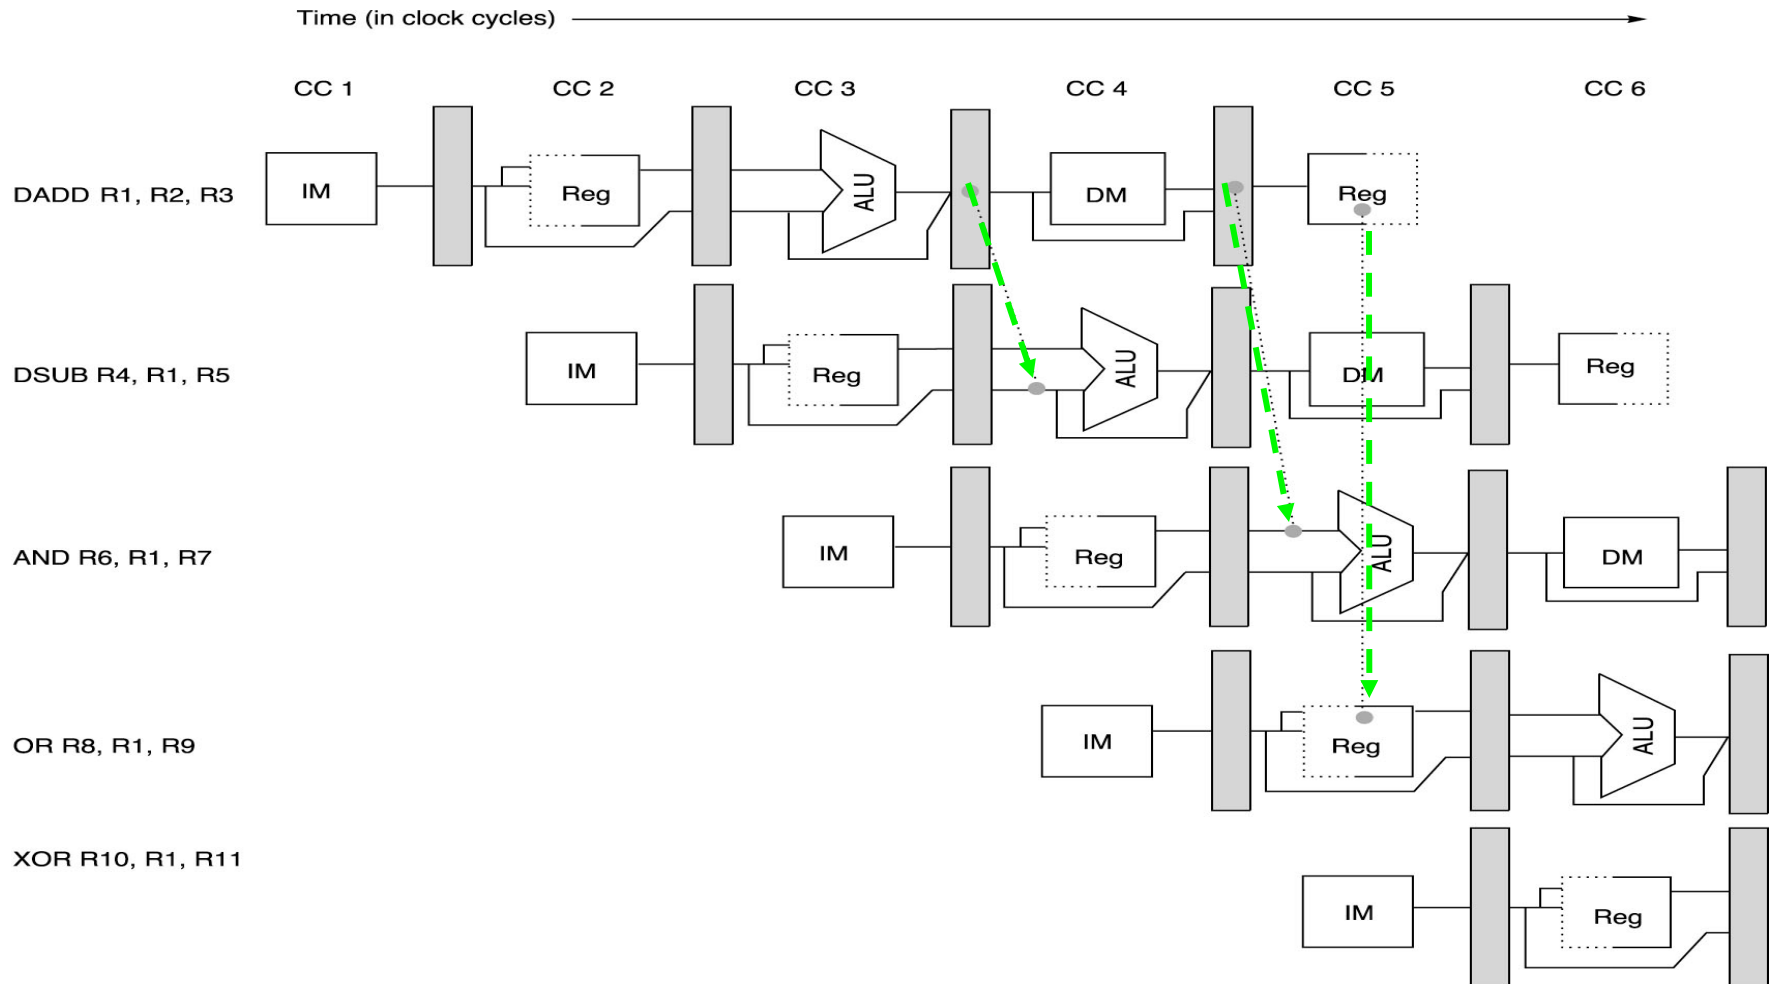 Time (in clock cycles)
CC 1 CC 2 CC 3 CC 4 CC 5 CC 6
DADD R1, R2, R3 IM Reg ALU DM Reg
DSUB R4, R1, R5 IM Reg ALU DM Reg
AND R6, R1, R7 IM Reg ALU DM
OR R8, R1, R9 IM Reg ALU
XOR R10, R1, R11
IM Reg